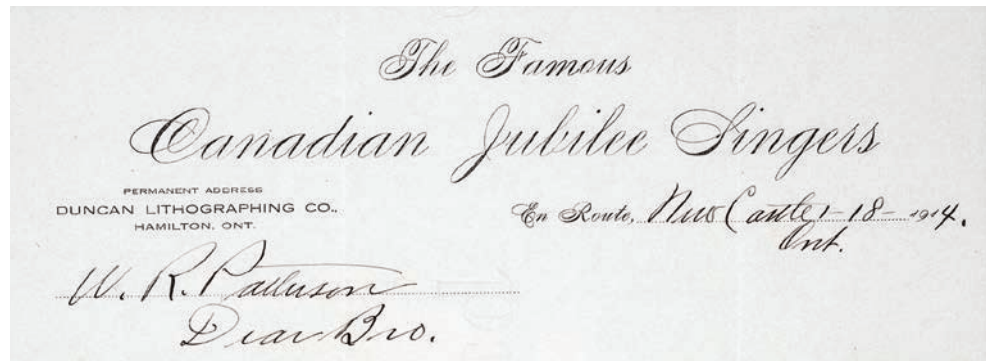 The Famous
Canadian Jubilee Singers
PERMANENT ADDRESS
DUNCAN LITHOGRAPHING CO.,
HAMILTON, ONT.
En Route, New Castle 1-18-1914.
Ont.
W. R. Patterson
Dear Bro.